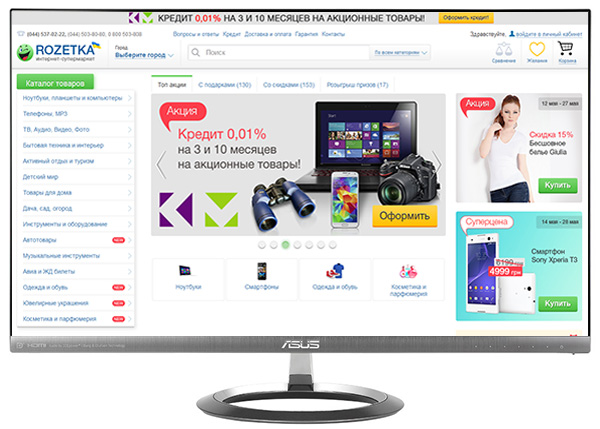 КРЕДИТ 0,01% НА 3 И 10 МЕСЯЦЕВ НА АКЦИОННЫЕ ТОВАРЫ! Оформить кредит!
(044) 537-02-22, (044) 503-80-80, 0 800 503-808 Вопросы и ответы Кредит Доставка и оплата Гарантия Контакты Здравствуйте, войдите в личный кабинет
ROZETKA
интернет-супермаркет
Город
Выберите город
Поиск
По всем категориям
Сравнение Желания Корзина
Каталог товаров
Ноутбуки, планшеты и компьютеры
Телефоны, MP3
ТВ, Аудио, Видео, Фото
Бытовая техника и интерьер
Активный отдых и туризм
Детский мир
Товары для дома
Дача, сад, огород
Инструменты и оборудование
Автотовары NEW
Музыкальные инструменты
Авиа и ЖД билеты
Одежда и обувь NEW
Ювелирные украшения NEW
Косметика и парфюмерия NEW
Топ акции С подарками (130) Со скидками (153) Розыгрыш призов (17)
Акция
Кредит 0,01%
на 3 и 10 месяцев
на акционные товары!
Оформить
Ноутбуки
Смартфоны
Одежда и обувь
Косметика и
парфюмерия
Акция
12 мая - 27 мая
Скидка 15%
Бесшовное
белье Giulia
Купить
Суперцена
14 мая - 28 мая
Смартфон
Sony Xperia T3
6199
4999 грн
Купить
HDMI
ASUS